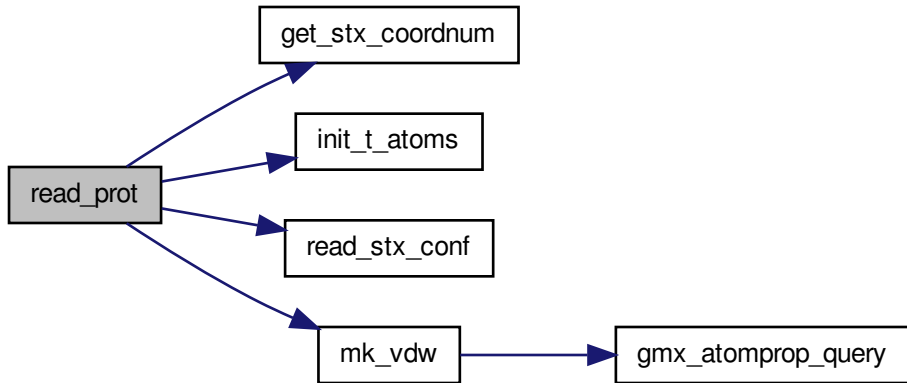 get_stx_coordnum
init_t_atoms
read_prot
read_stx_conf
mk_vdw
gmx_atomprop_query